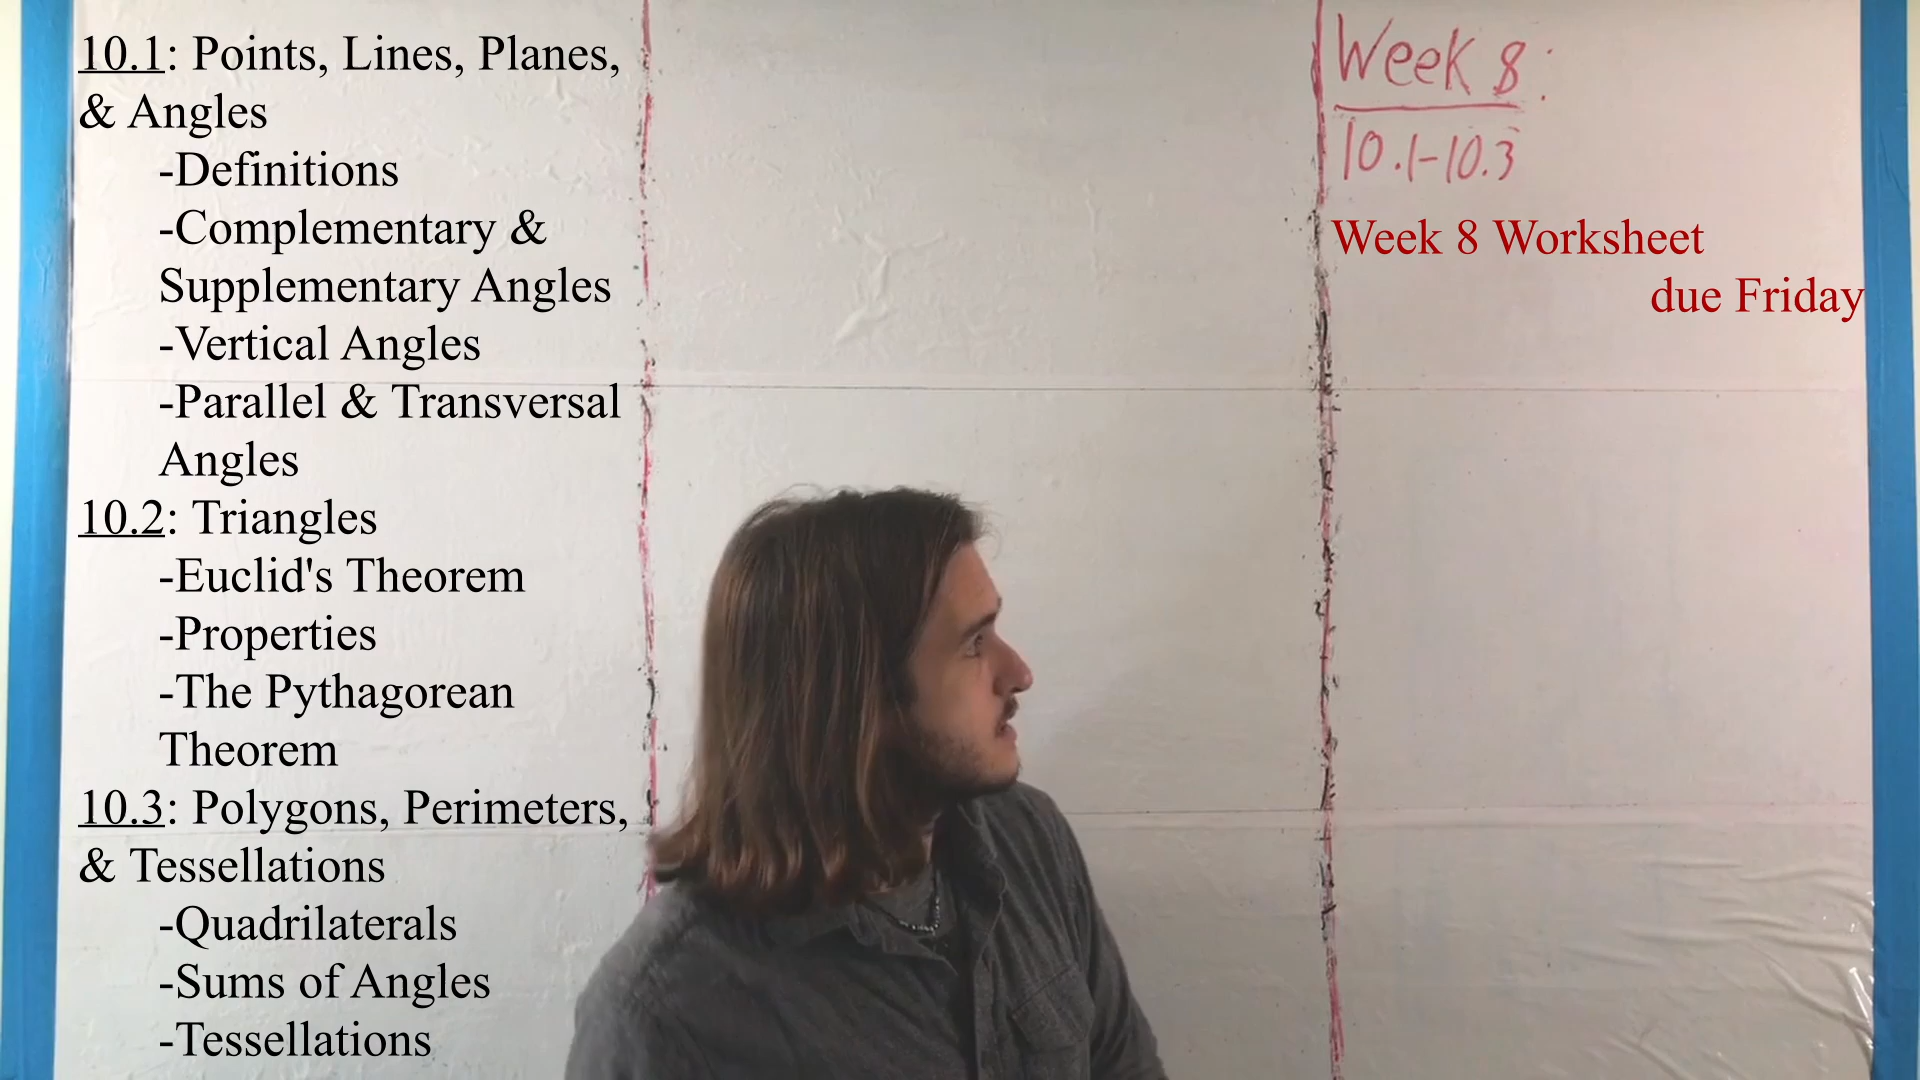 10.1: Points, Lines, Planes,
& Angles
-Definitions
-Complementary &
Supplementary Angles
-Vertical Angles
-Parallel & Transversal
Angles
10.2: Triangles
-Euclid's Theorem
-Properties
-The Pythagorean
Theorem
10.3: Polygons, Perimeters,
& Tessellations
-Quadrilaterals
-Sums of Angles
-Tessellations
Week 8:
10.1-10.3
Week 8 Worksheet
due Friday